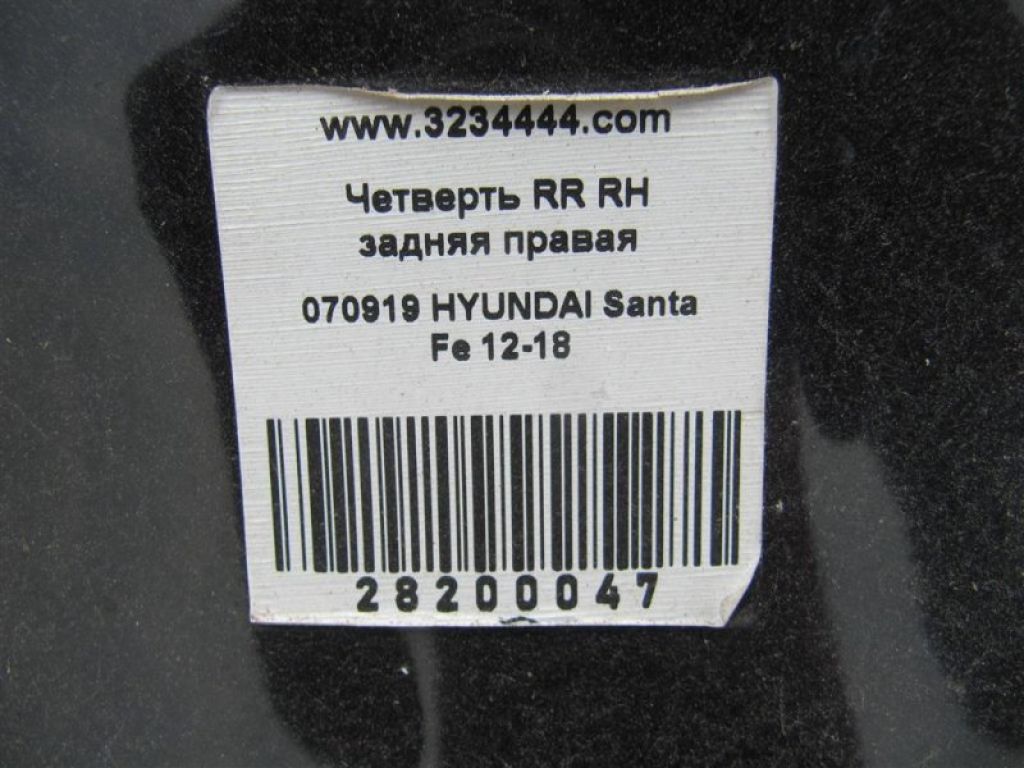 www.3234444.com
Четверть RR RH
задняя правая
070919 HYUNDAI Santa
Fe 12-18
28200047